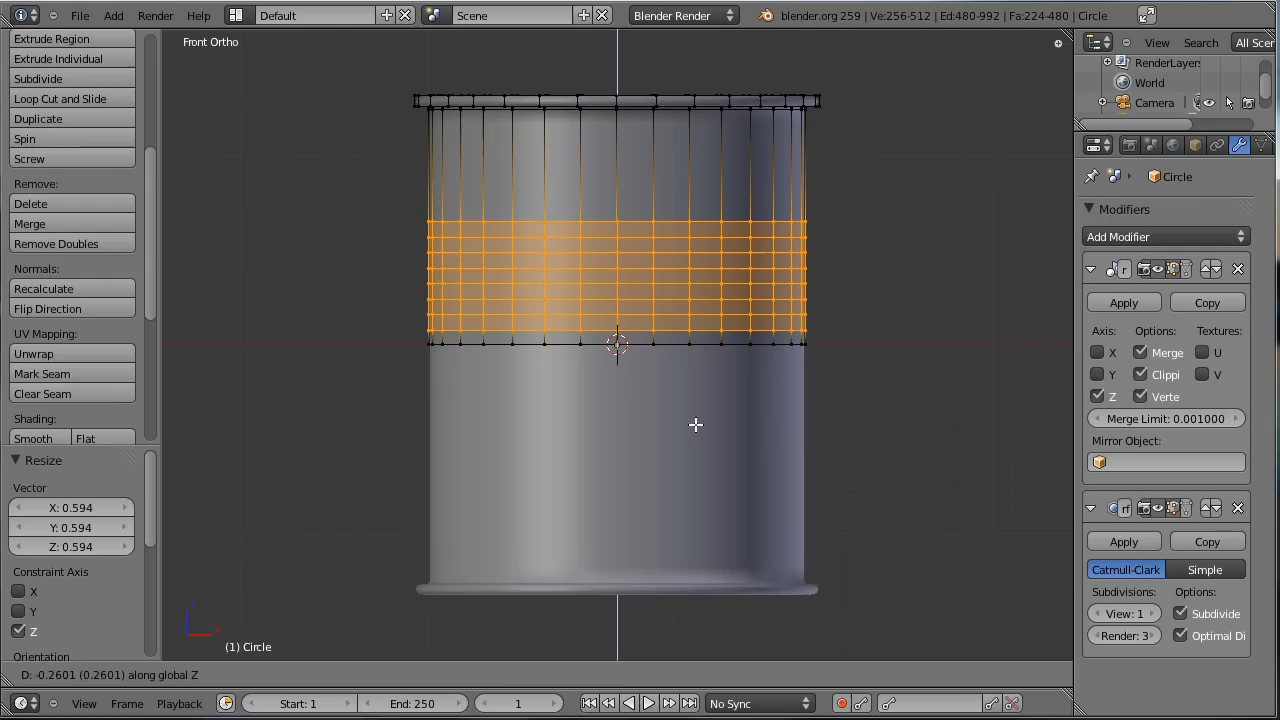 File Add Render Help Default Scene Blender Render blender.org 259 | Ve:256-512 | Ed:480-992 | Fa:224-480 | Circle
Extrude Region
Extrude Individual
Subdivide
Loop Cut and Slide
Duplicate
Spin
Screw
Remove:
Delete
Merge
Remove Doubles
Normals:
Recalculate
Flip Direction
UV Mapping:
Unwrap
Mark Seam
Clear Seam
Shading:
Smooth Flat
Resize
Vector
X: 0.594
Y: 0.594
Z: 0.594
Constraint Axis
X
Y
Z
Orientation
Front Ortho
(1) Circle
D: -0.2601 (0.2601) along global Z
View Search All Scen
RenderLayers
World
Camera
Circle
Modifiers
Add Modifier
Apply Copy
Axis: Options: Textures:
X Merge U
Y Clippi V
Z Verte
Merge Limit: 0.001000
Mirror Object:
rf
Apply Copy
Catmull-Clark Simple
Subdivisions: Options:
View: 1 Subdivide
Render: 3 Optimal Di
View Frame Playback Start: 1 End: 250 1 No Sync